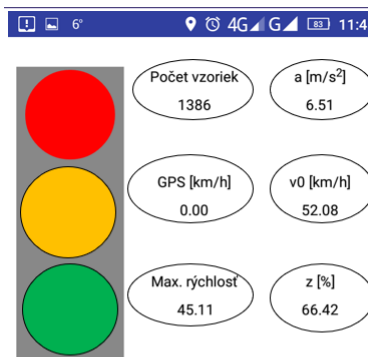 6° 4G G 83 11:4
Počet vzoriek
1386
a [m/s²]
6.51
GPS [km/h]
0.00
v0 [km/h]
52.08
Max. rýchlosť
45.11
z [%]
66.42